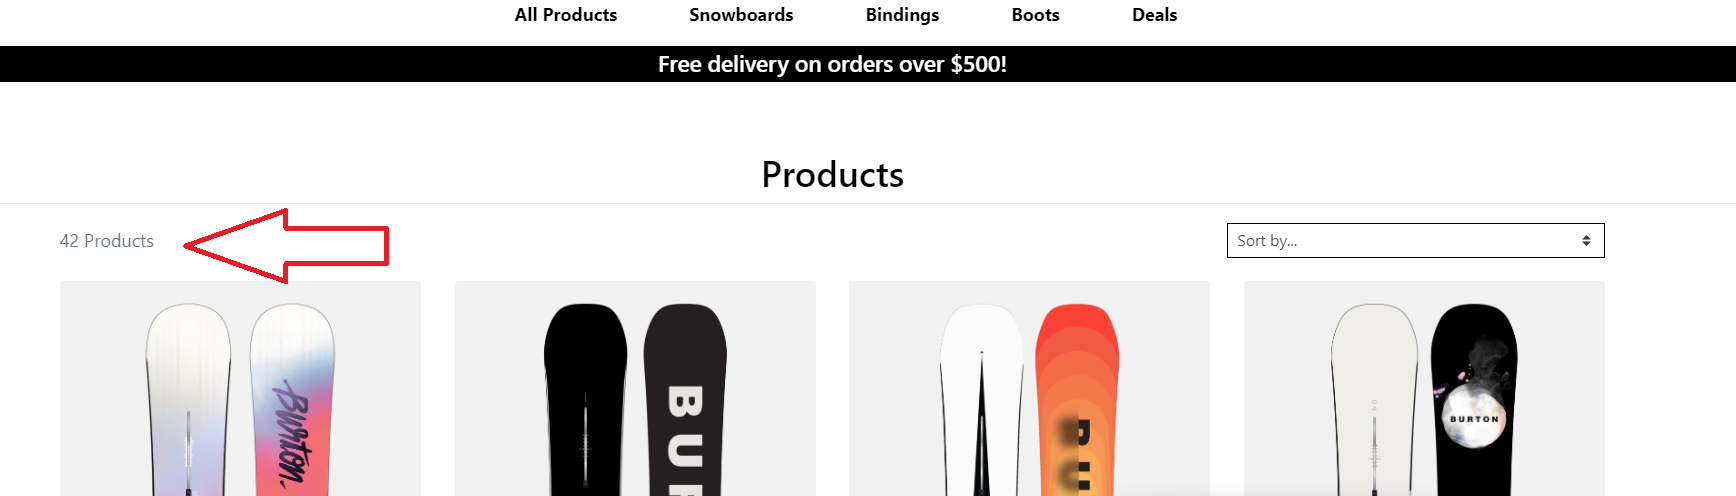 All Products Snowboards Bindings Boots Deals
Free delivery on orders over $500!
Products
42 Products
Sort by...
Burton.
BUR
BU
BURTON